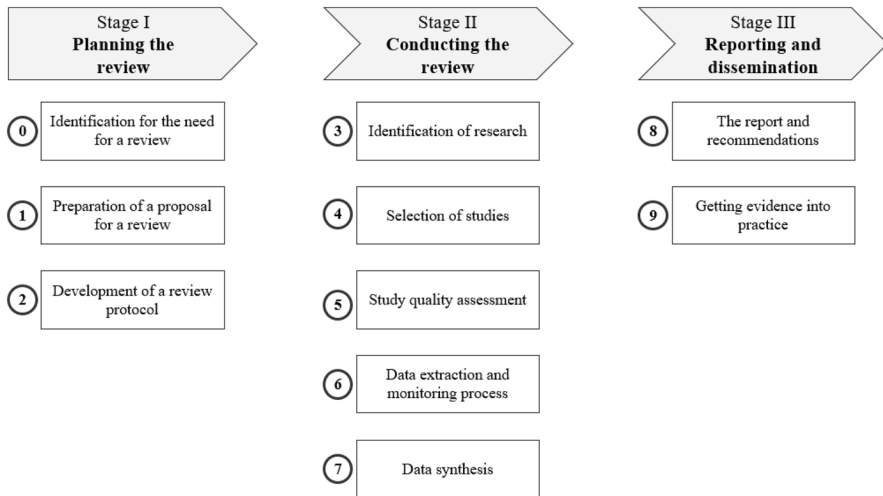 Stage I
Planning the
review
0
Identification for the need
for a review
1
Preparation of a proposal
for a review
2
Development of a review
protocol
Stage II
Conducting the
review
3
Identification of research
4
Selection of studies
5
Study quality assessment
6
Data extraction and
monitoring process
7
Data synthesis
Stage III
Reporting and
dissemination
8
The report and
recommendations
9
Getting evidence into
practice